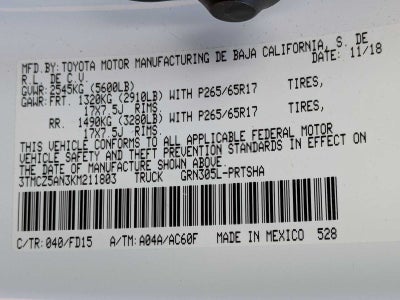 MFD.BY:TOYOTA MOTOR MANUFACTURING DE BAJA CALIFORNIA, S. DE
R.L. DE C.V. DATE: 11/18
GVWR:2545KG (5600LB)
GAWR:FRT. 1320KG (2910LB) WITH P265/65R17 TIRES,
17X7.5J RIMS.
RR. 1490KG (3280LB) WITH P265/65R17 TIRES,
17X7.5J RIMS.
THIS VEHICLE CONFORMS TO ALL APPLICABLE FEDERAL MOTOR
VEHICLE SAFETY AND THEFT PREVENTION STANDARDS IN EFFECT ON
THE DATE OF MANUFACTURE SHOWN ABOVE.
3TMCZ5AN3KM211803 TRUCK GRN305L-PRTSHA
C/TR: 040/FD15 A/TM: A04A/AC60F MADE IN MEXICO 528